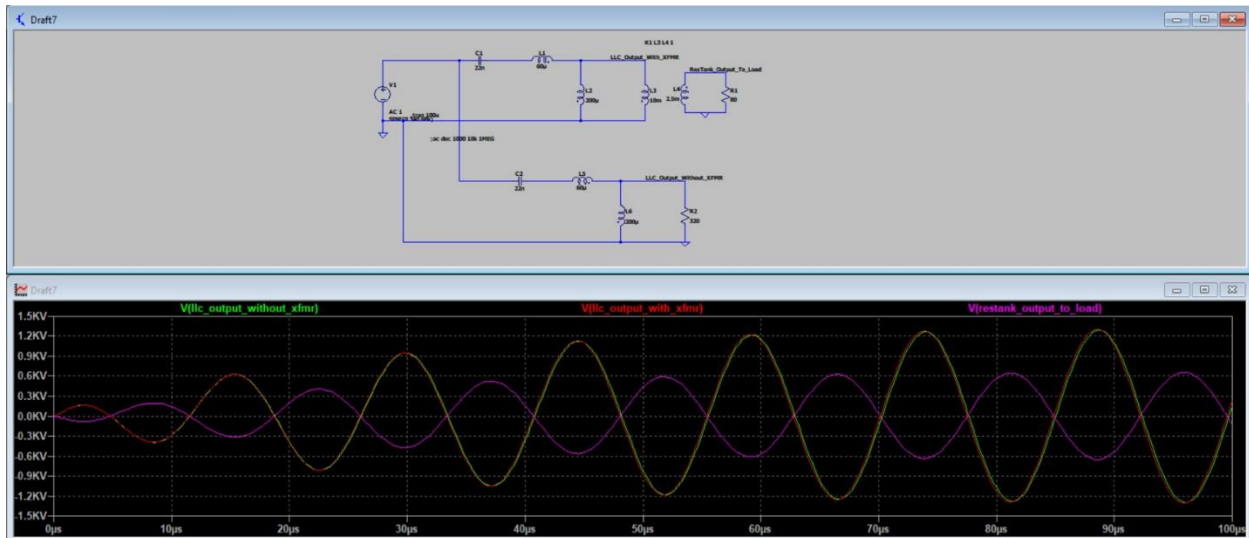 Draft7
K1 L3 L4 1
C1
22n
L1
60µ
LLC_Output_With_XFMR
ResTank_Output_To_Load
V1
L2
200µ
L3
10m
L4
2.5m
R1
80
AC 1
.tran 100u
;ac dec 1000 10k 1MEG
C2
22n
60µ
LLC_Output_Without_XFMR
L6
200µ
R2
320
Draft7
V(llc_output_without_xfmr) V(llc_output_with_xfmr) V(restank_output_to_load)
1.5KV
1.2KV
0.9KV
0.6KV
0.3KV
0.0KV
-0.3KV
-0.6KV
-0.9KV
-1.2KV
-1.5KV
0µs 10µs 20µs 30µs 40µs 50µs 60µs 70µs 80µs 90µs 100µs